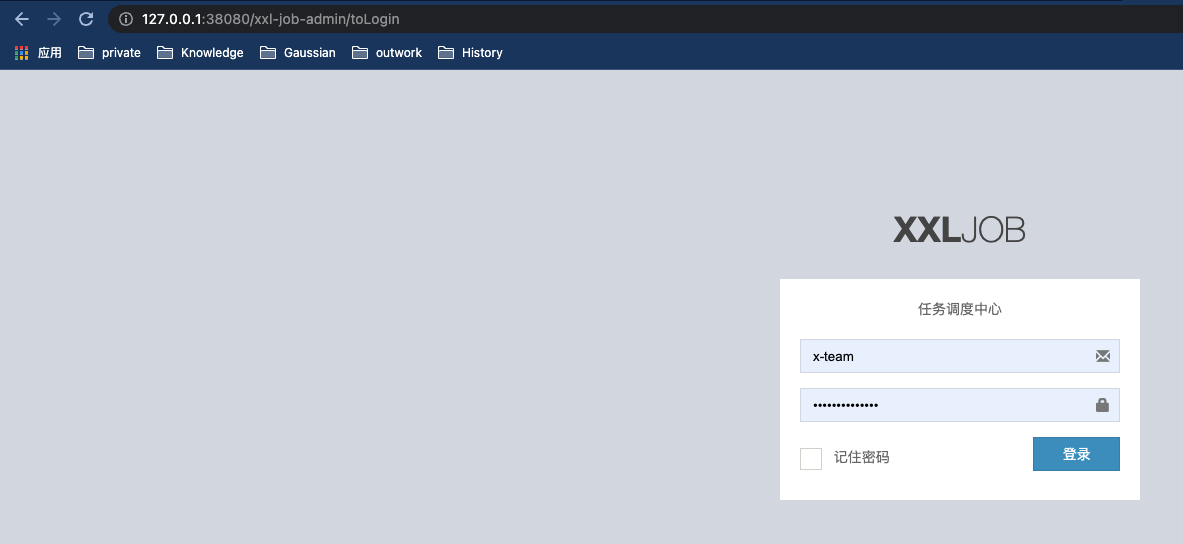 127.0.0.1:38080/xxl-job-admin/toLogin
应用 private Knowledge Gaussian outwork History
XXLJOB
任务调度中心
x-team
••••••••••••••
记住密码 登录